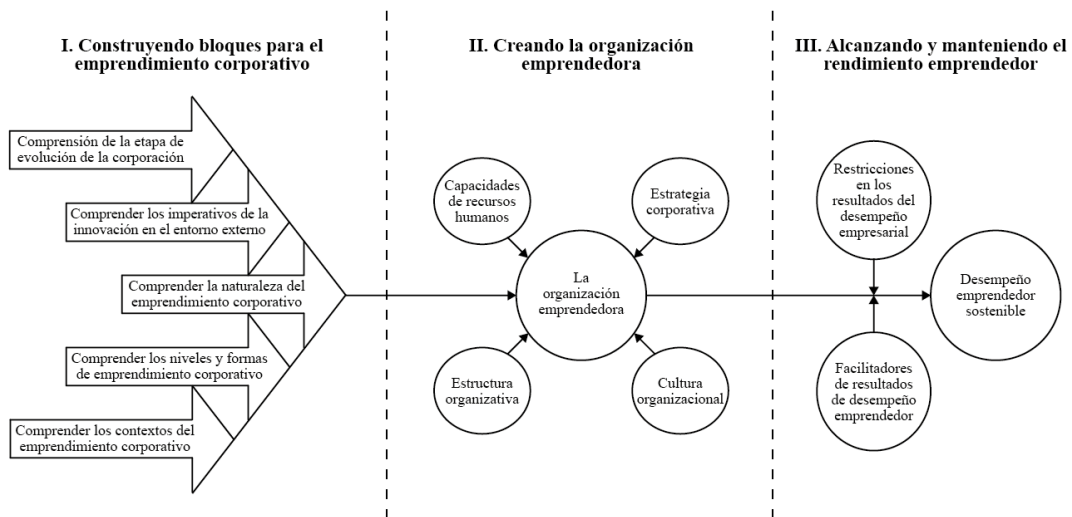 I. Construyendo bloques para el
emprendimiento corporativo
Comprensión de la etapa de
evolución de la corporación
Comprender los imperativos de la
innovación en el entorno externo
Comprender la naturaleza del
emprendimiento corporativo
Comprender los niveles y formas
de emprendimiento corporativo
Comprender los contextos del
emprendimiento corporativo
II. Creando la organización
emprendedora
Capacidades
de recursos
humanos
Estrategia
corporativa
La
organización
emprendedora
Estructura
organizativa
Cultura
organizacional
III. Alcanzando y manteniendo el
rendimiento emprendedor
Restricciones
en los
resultados del
desempeño
empresarial
Desempeño
emprendedor
sostenible
Facilitadores
de resultados
de desempeño
emprendedor